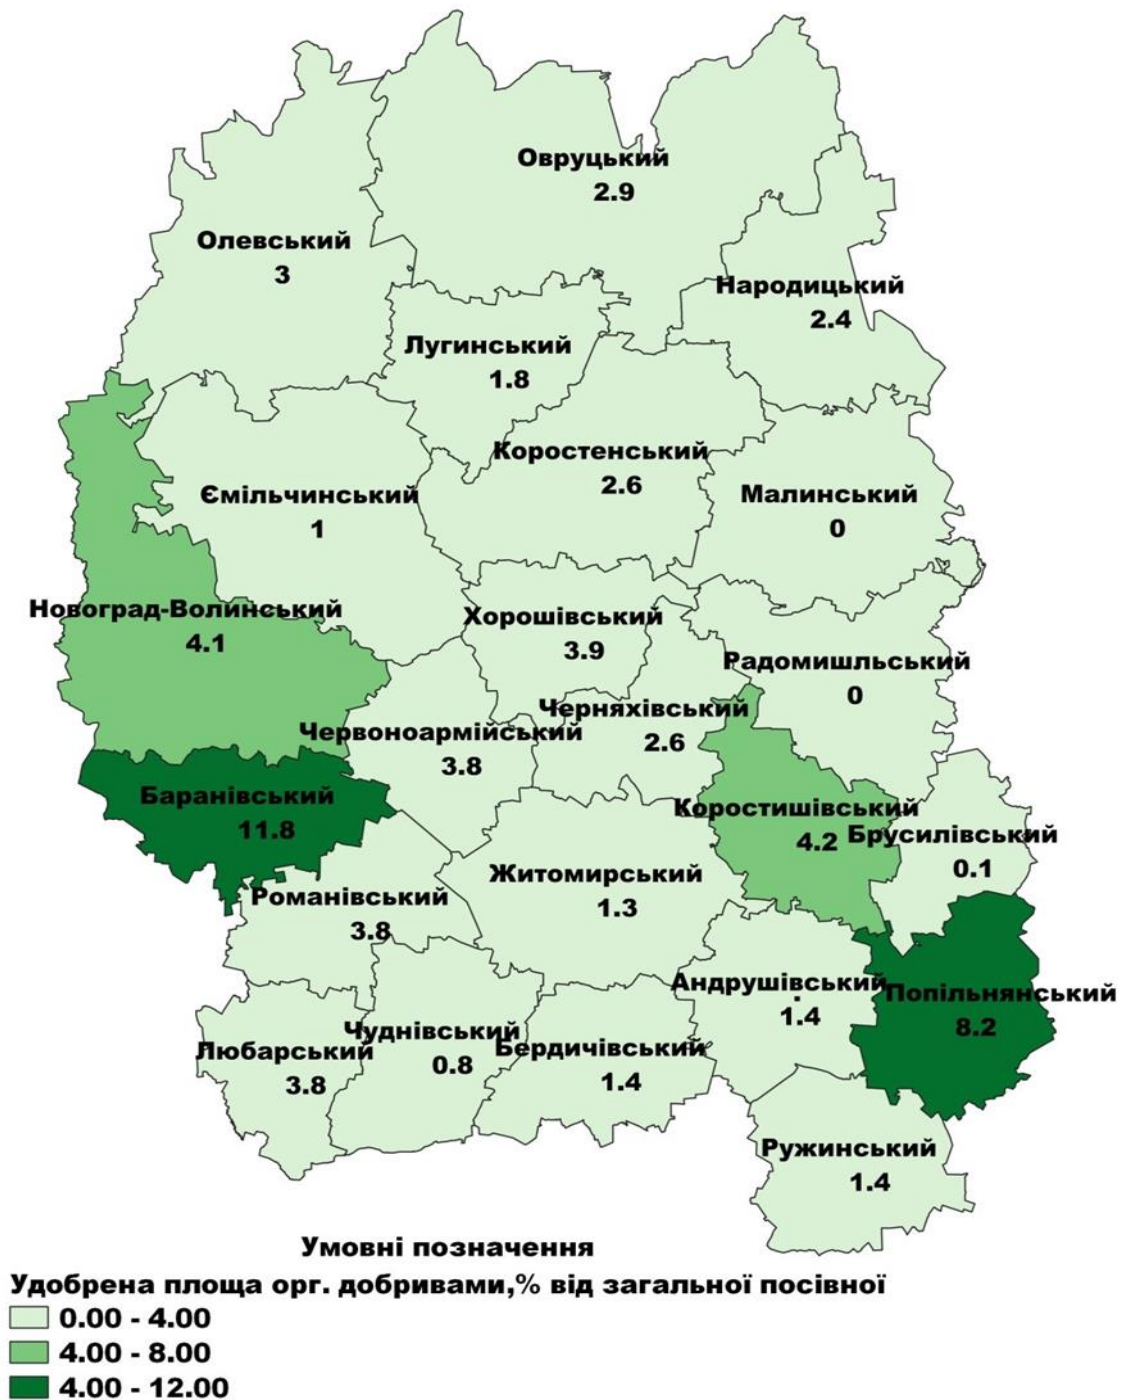 Овруцький
2.9
Олевський
3
Народицький
2.4
Лугинський
1.8
Коростенський
2.6
Ємільчинський
1
Малинський
0
Новоград-Волинський
4.1
Хорошівський
3.9
Радомишльський
0
Черняхівський
2.6
Червоноармійський
3.8
Баранівський
11.8
Коростишівський
4.2
Брусилівський
0.1
Житомирський
1.3
Романівський
3.8
Андрушівський
1.4
Попільнянський
8.2
Чуднівський
0.8
Любарський
3.8
Бердичівський
1.4
Ружинський
1.4
Умовні позначення
Удобрена площа орг. добривами,% від загальної посівної
0.00 - 4.00
4.00 - 8.00
4.00 - 12.00